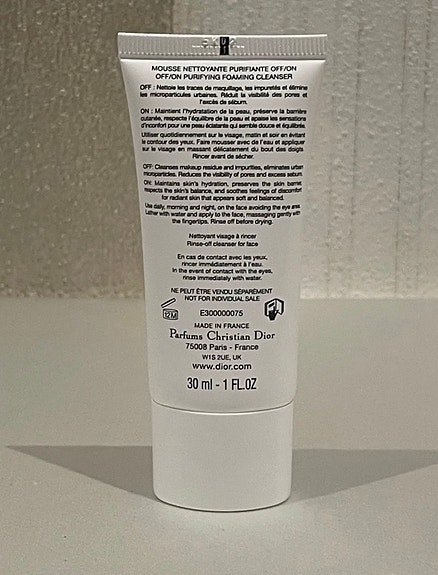 MOUSSE NETTOYANTE PURIFIANTE OFF/ON
OFF/ON PURIFYING FOAMING CLEANSER
OFF : Nettoie les traces de maquillage, les impuretés et élimine
les microparticules urbaines. Réduit la visibilité des pores et
l'excès de sébum.
ON : Maintient l'hydratation de la peau, préserve la barrière
cutanée, respecte l'équilibre de la peau et apaise les sensations
d'inconfort pour une peau éclatante qui semble douce et équilibrée.
Utiliser quotidiennement sur le visage, matin et soir en évitant
le contour des yeux. Faire mousser avec de l'eau et appliquer
sur le visage en massant délicatement du bout des doigts.
Rincer avant de sécher.
OFF: Cleanses makeup residue and impurities, eliminates urban
microparticles. Reduces the visibility of pores and excess sebum.
ON: Maintains skin's hydration, preserves the skin barrier,
respects the skin's balance, and soothes feelings of discomfort
for radiant skin that appears soft and balanced.
Use daily, morning and night, on the face avoiding the eye area.
Lather with water and apply to the face, massaging gently with
the fingertips. Rinse off before drying.
Nettoyant visage à rincer
Rinse-off cleanser for face
En cas de contact avec les yeux,
rincer immédiatement à l'eau.
In the event of contact with the eyes,
rinse immediately with water.
NE PEUT ÊTRE VENDU SÉPARÉMENT
NOT FOR INDIVIDUAL SALE
12M
E300000075
MADE IN FRANCE
Parfums Christian Dior
75008 Paris - France
W1S 2UE, UK
www.dior.com
30 ml - 1 FL.OZ